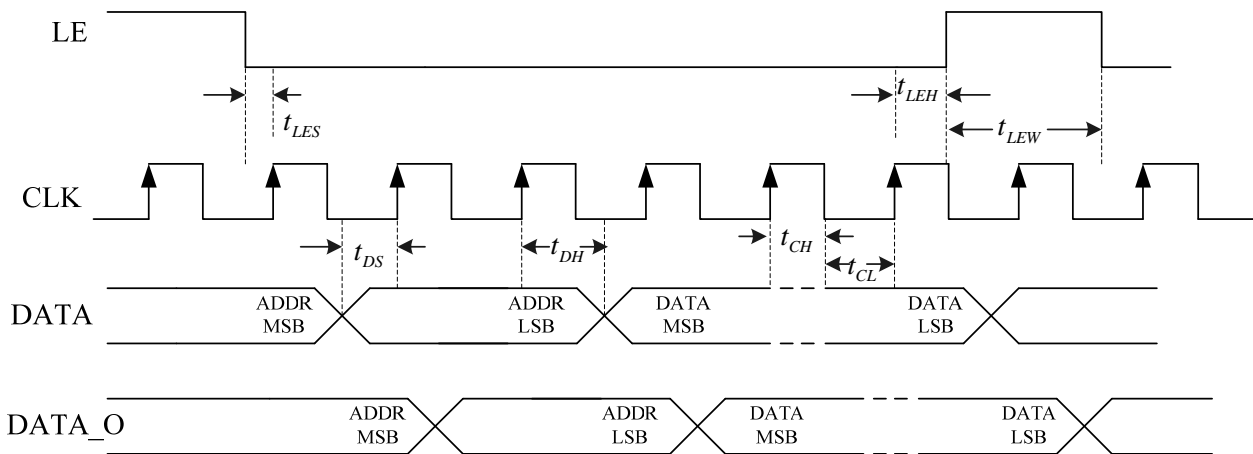 LE
t_LES
t_LEH
t_LEW
CLK
t_DS
t_DH
t_CH
t_CL
DATA
ADDR
MSB
ADDR
LSB
DATA
MSB
DATA
LSB
DATA_O
ADDR
MSB
ADDR
LSB
DATA
MSB
DATA
LSB